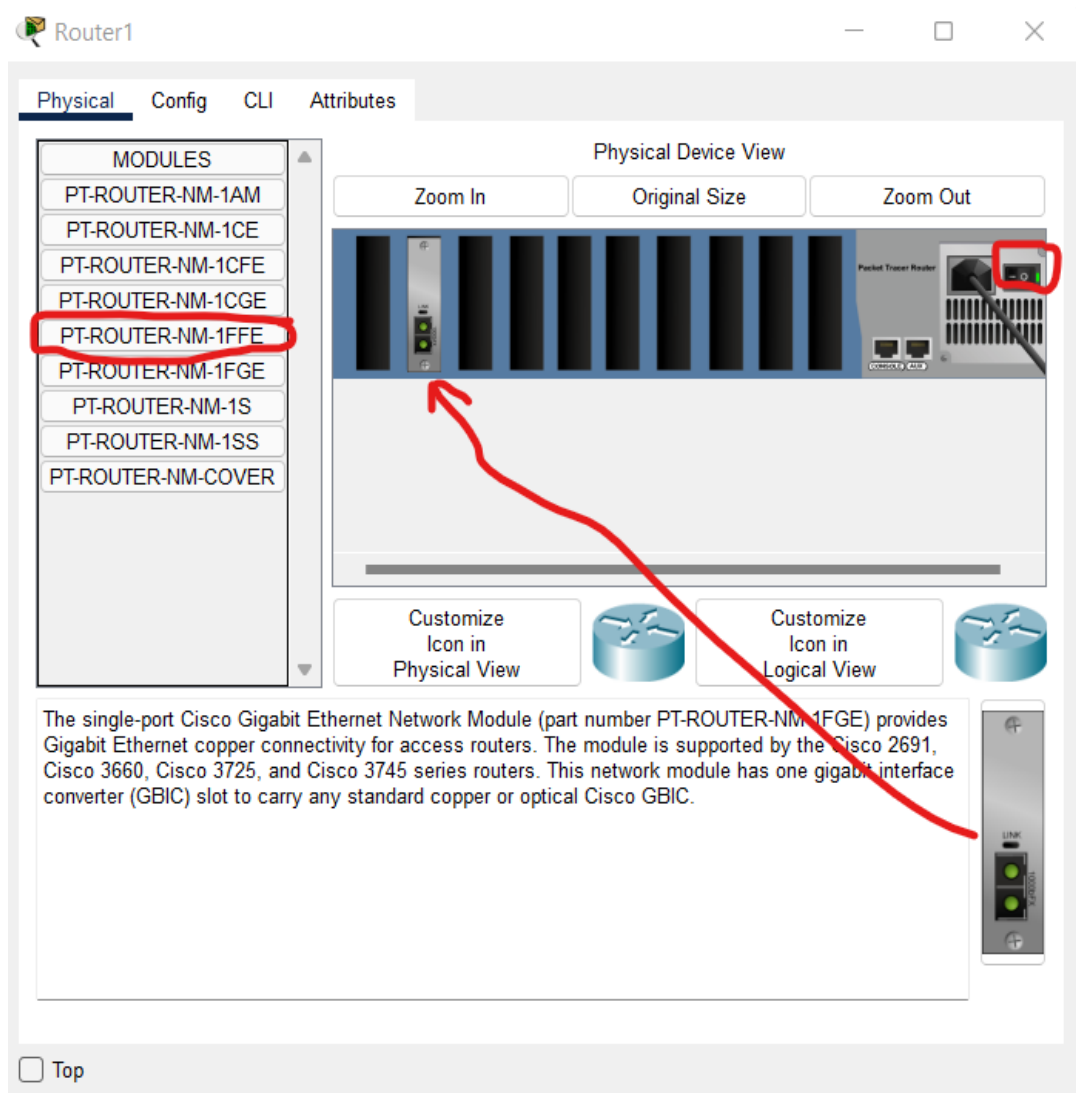 Router1
Physical Config CLI Attributes
MODULES
PT-ROUTER-NM-1AM
PT-ROUTER-NM-1CE
PT-ROUTER-NM-1CFE
PT-ROUTER-NM-1CGE
PT-ROUTER-NM-1FFE
PT-ROUTER-NM-1FGE
PT-ROUTER-NM-1S
PT-ROUTER-NM-1SS
PT-ROUTER-NM-COVER
Physical Device View
Zoom In Original Size Zoom Out
Packet Tracer Router
LINK
CONSOLE AUX
Customize
Icon in
Physical View
Customize
Icon in
Logical View
The single-port Cisco Gigabit Ethernet Network Module (part number PT-ROUTER-NM-1FGE) provides
Gigabit Ethernet copper connectivity for access routers. The module is supported by the Cisco 2691,
Cisco 3660, Cisco 3725, and Cisco 3745 series routers. This network module has one gigabit interface
converter (GBIC) slot to carry any standard copper or optical Cisco GBIC.
LINK
Top